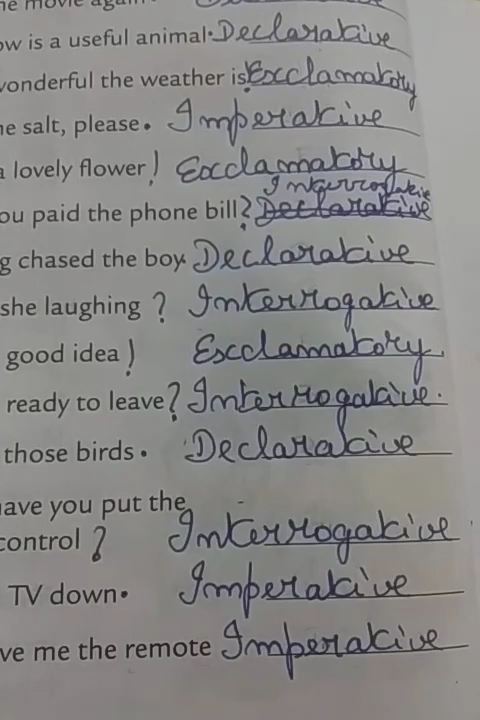 he movie again
ow is a useful animal. Declarative
wonderful the weather is! Exclamatory
he salt, please. Imperative
a lovely flower! Exclamatory
Interrogative
ou paid the phone bill? Declarative
g chased the boy. Declarative
she laughing ? Interrogative
good idea! Exclamatory.
ready to leave? Interrogative.
those birds. Declarative
have you put the
control ? Interrogative
TV down. Imperative
ve me the remote Imperative